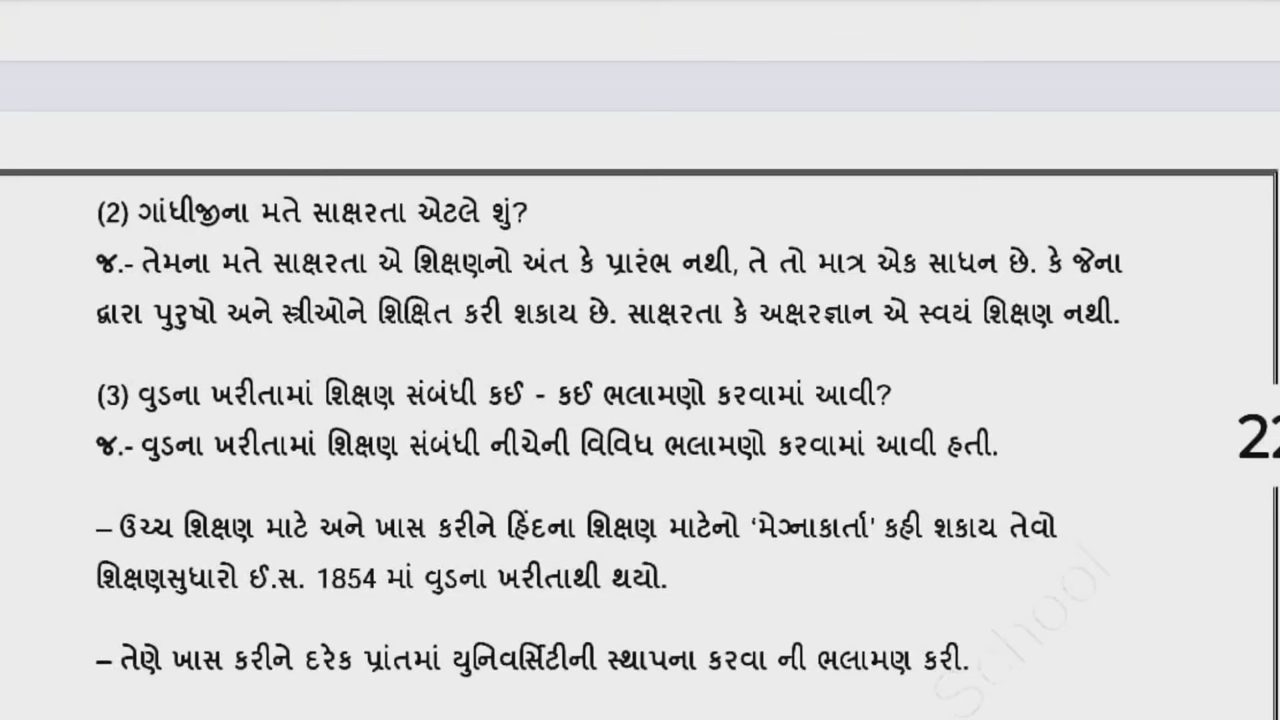 (2) ગાંધીજીના મતે સાક્ષરતા એટલે શું?
જ.- તેમના મતે સાક્ષરતા એ શિક્ષણનો અંત કે પ્રારંભ નથી, તે તો માત્ર એક સાધન છે. કે જેના
દ્વારા પુરુષો અને સ્ત્રીઓને શિક્ષિત કરી શકાય છે. સાક્ષરતા કે અક્ષરજ્ઞાન એ સ્વયં શિક્ષણ નથી.
(3) વુડના ખરીતામાં શિક્ષણ સંબંધી કઈ - કઈ ભલામણો કરવામાં આવી?
22
જ.- વુડના ખરીતામાં શિક્ષણ સંબંધી નીચેની વિવિધ ભલામણો કરવામાં આવી હતી.
– ઉચ્ચ શિક્ષણ માટે અને ખાસ કરીને હિંદના શિક્ષણ માટેનો ‘મેગ્નાકાર્તા' કહી શકાય તેવો
શિક્ષણસુધારો ઈ.સ. 1854 માં વુડના ખરીતાથી થયો.
– તેણે ખાસ કરીને દરેક પ્રાંતમાં યુનિવર્સિટીની સ્થાપના કરવા ની ભલામણ કરી.
School